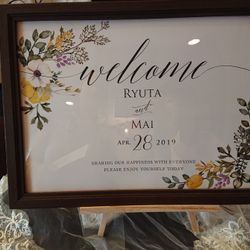 welcome
RYUTA
and
MAI
APR. 28 2019
SHARING OUR HAPPINESS WITH EVERYONE
PLEASE ENJOY YOURSELF TODAY